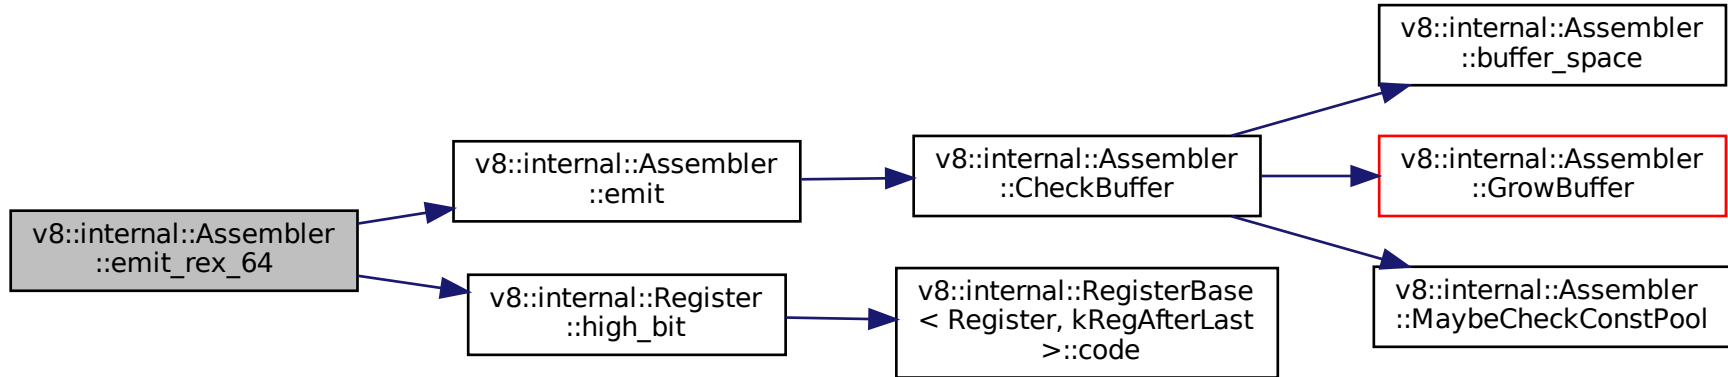 v8::internal::Assembler
::emit_rex_64
v8::internal::Assembler
::emit
v8::internal::Register
::high_bit
v8::internal::Assembler
::CheckBuffer
v8::internal::RegisterBase
< Register, kRegAfterLast
>::code
v8::internal::Assembler
::buffer_space
v8::internal::Assembler
::GrowBuffer
v8::internal::Assembler
::MaybeCheckConstPool